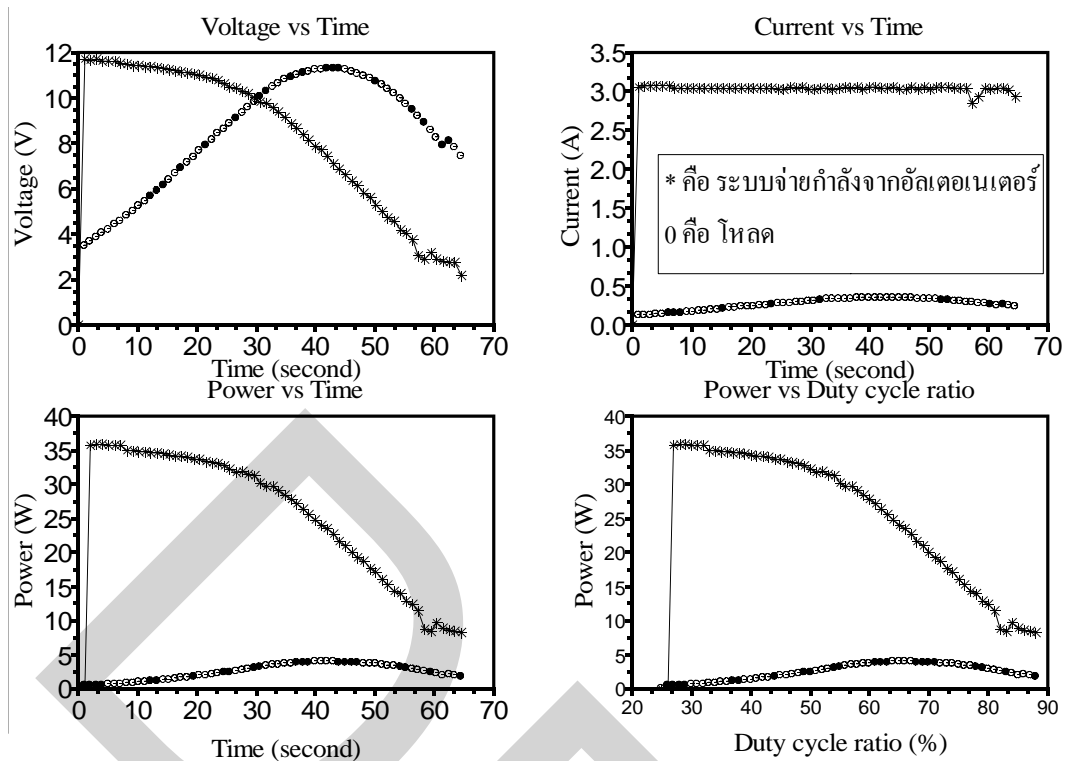 Voltage vs Time
12
10
8
6
4
2
0
Voltage (V)
0 10 20 30 40 50 60 70
Time (second)
Current vs Time
3.5
3.0
2.5
2.0
1.5
1.0
0.5
0.0
Current (A)
* คือ ระบบจ่ายกำลังจากอัลเตอเนเตอร์
0 คือ โหลด
0 10 20 30 40 50 60 70
Time (second)
Power vs Time
40
35
30
25
20
15
10
5
0
Power (W)
0 10 20 30 40 50 60 70
Time (second)
Power vs Duty cycle ratio
40
35
30
25
20
15
10
5
0
Power (W)
20 30 40 50 60 70 80 90
Duty cycle ratio (%)